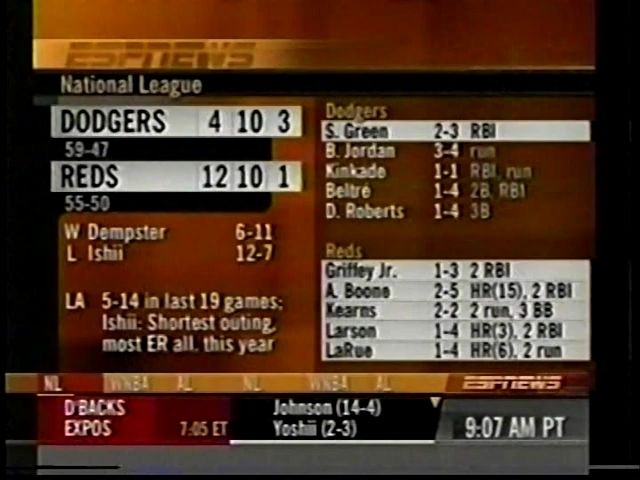 ESPNEWS
National League
DODGERS 4 10 3
59-47
REDS 12 10 1
55-50
W Dempster 6-11
L Ishii 12-7
LA 5-14 in last 19 games;
Ishii: Shortest outing,
most ER all. this year
Dodgers
S. Green 2-3 RBI
B. Jordan 3-4 run
Kinkade 1-1 RBI, run
Beltré 1-4 2B, RBI
D. Roberts 1-4 3B
Reds
Griffey Jr. 1-3 2 RBI
A. Boone 2-5 HR(15), 2 RBI
Kearns 2-2 2 run, 3 BB
Larson 1-4 HR(3), 2 RBI
LaRue 1-4 HR(6), 2 run
NL WNBA AL NL WNBA AL ESPNEWS
D'BACKS Johnson (14-4)
EXPOS 7:05 ET Yoshii (2-3)
9:07 AM PT